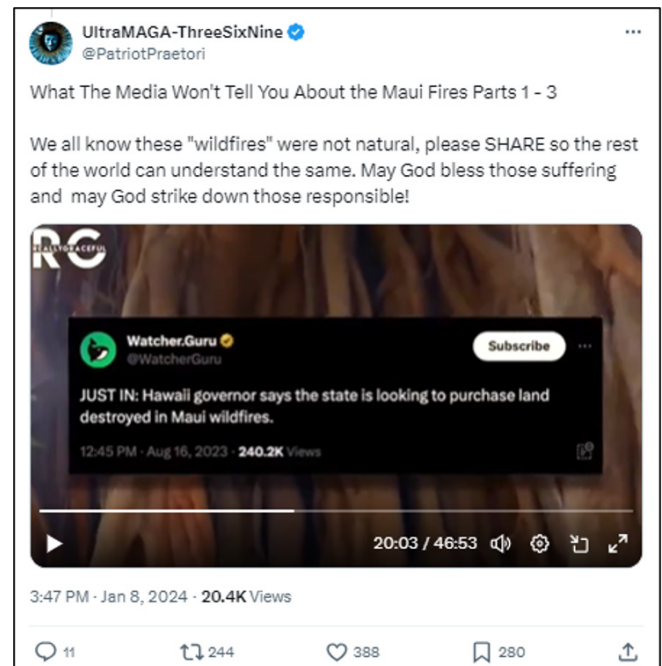 UltraMAGA-ThreeSixNine
@PatriotPraetori
What The Media Won't Tell You About the Maui Fires Parts 1 - 3
We all know these "wildfires" were not natural, please SHARE so the rest
of the world can understand the same. May God bless those suffering
and  may God strike down those responsible!
RG
REALLYGRACEFUL
Watcher.Guru
@WatcherGuru
Subscribe
JUST IN: Hawaii governor says the state is looking to purchase land
destroyed in Maui wildfires.
12:45 PM · Aug 16, 2023 · 240.2K Views
20:03 / 46:53
3:47 PM · Jan 8, 2024 · 20.4K Views
11 244 388 280